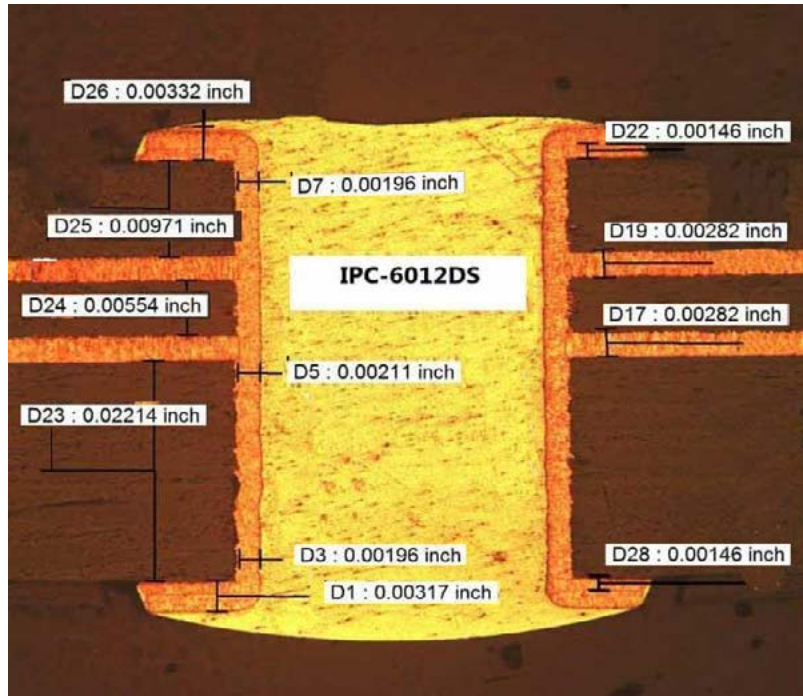 D26 : 0.00332 inch
D22 : 0.00146 inch
D7 : 0.00196 inch
D25 : 0.00971 inch
D19 : 0.00282 inch
IPC-6012DS
D24 : 0.00554 inch
D17 : 0.00282 inch
D5 : 0.00211 inch
D23 : 0.02214 inch
D3 : 0.00196 inch
D28 : 0.00146 inch
D1 : 0.00317 inch